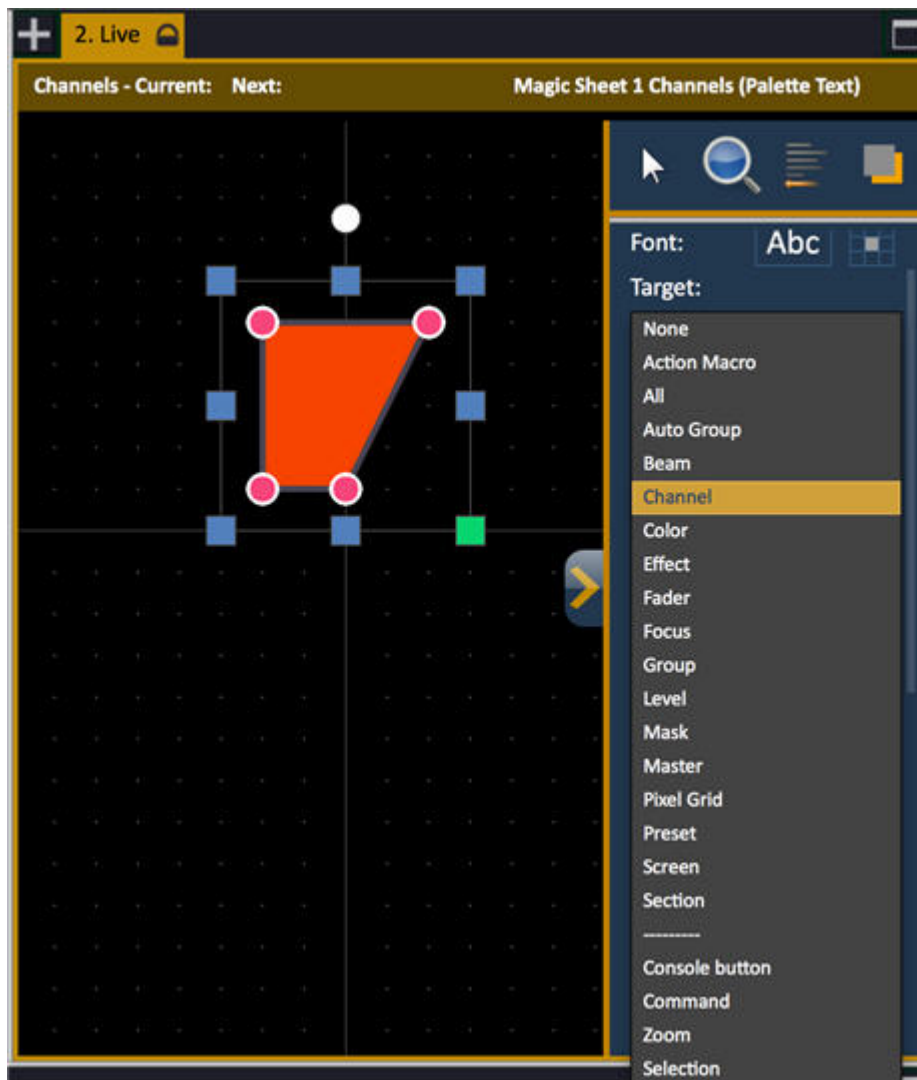 2. Live
Channels - Current: Next:
Magic Sheet 1 Channels (Palette Text)
Font: Abc
Target:
None
Action Macro
All
Auto Group
Beam
Channel
Color
Effect
Fader
Focus
Group
Level
Mask
Master
Pixel Grid
Preset
Screen
Section
---------
Console button
Command
Zoom
Selection